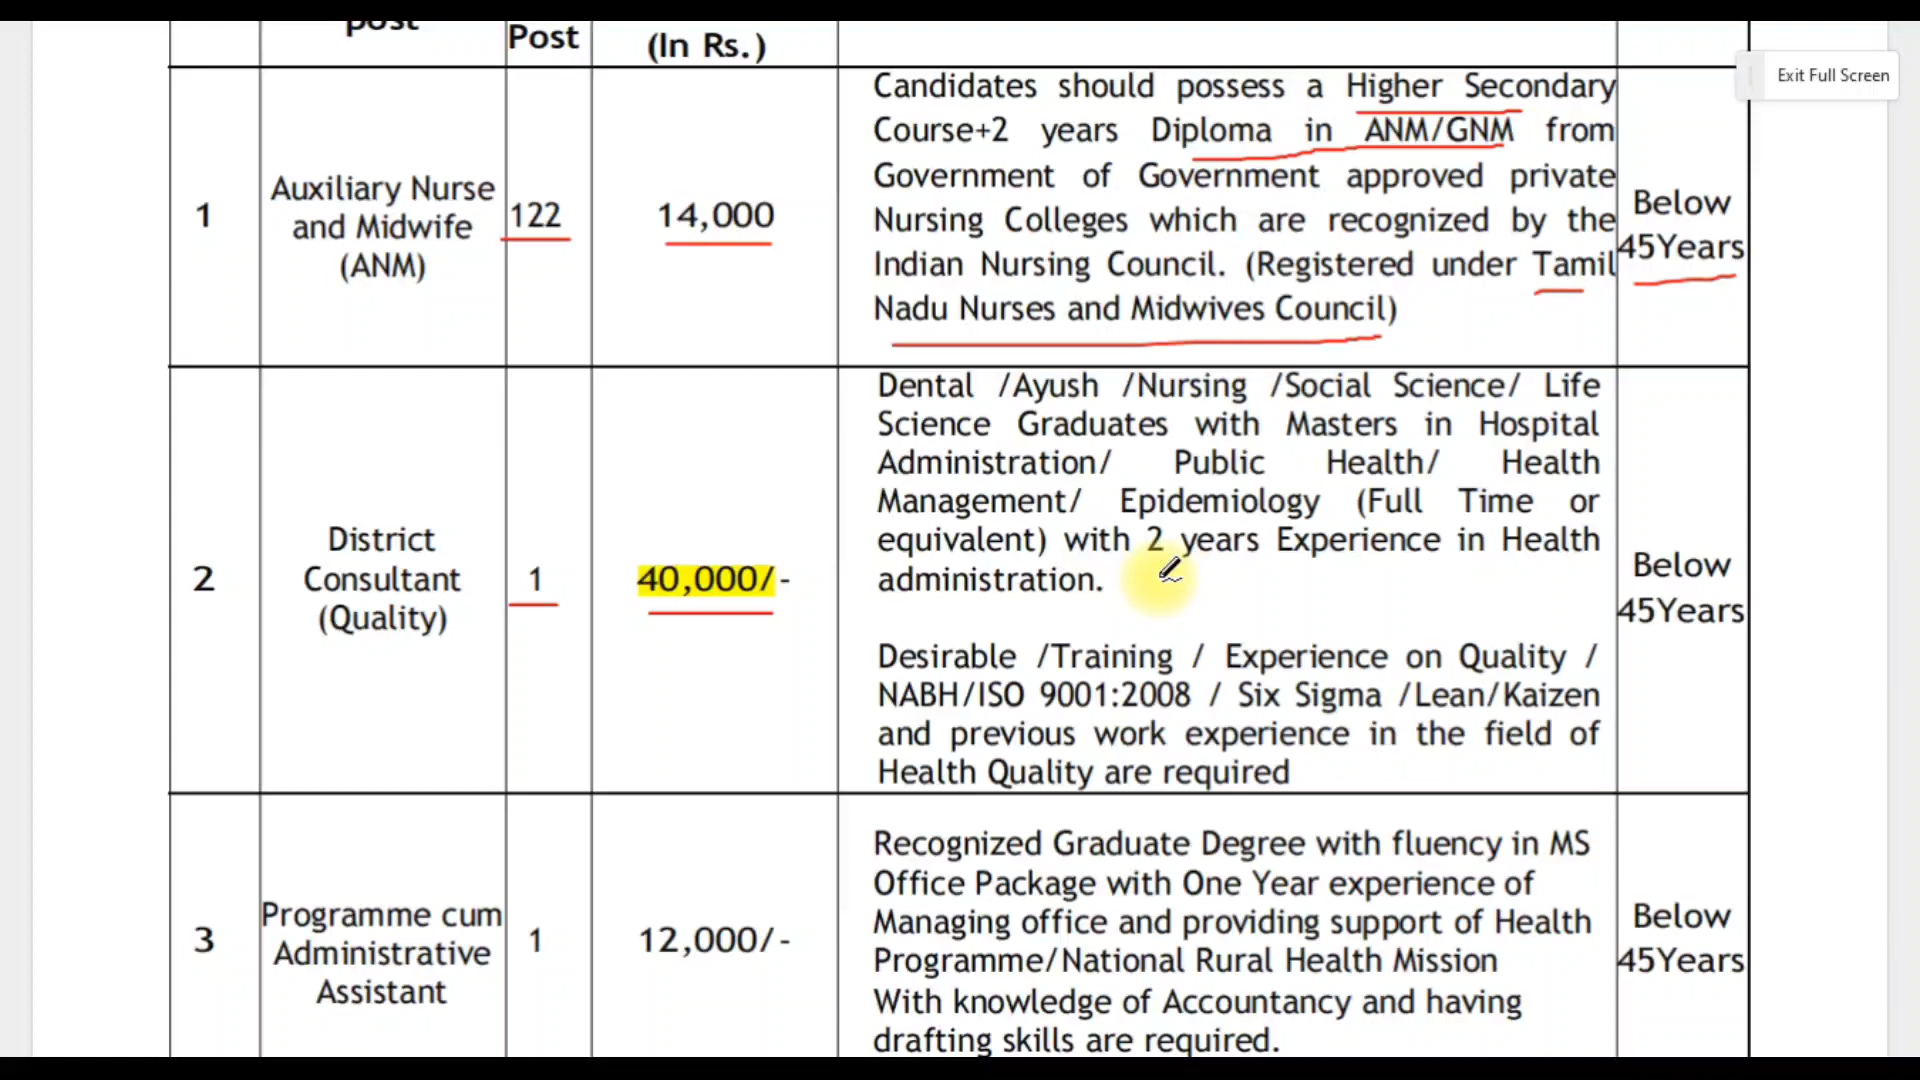 post
Post
(In Rs.)
Exit Full Screen
1
Auxiliary Nurse
and Midwife
(ANM)
122
14,000
Candidates should possess a Higher Secondary
Course+2 years Diploma in ANM/GNM from
Government of Government approved private
Nursing Colleges which are recognized by the
Indian Nursing Council. (Registered under Tamil
Nadu Nurses and Midwives Council)
Below
45Years
2
District
Consultant
(Quality)
1
40,000/-
Dental /Ayush /Nursing /Social Science/ Life
Science Graduates with Masters in Hospital
Administration/ Public Health/ Health
Management/ Epidemiology (Full Time or
equivalent) with 2 years Experience in Health
administration.
Desirable /Training / Experience on Quality /
NABH/ISO 9001:2008 / Six Sigma /Lean/Kaizen
and previous work experience in the field of
Health Quality are required
Below
45Years
3
Programme cum
Administrative
Assistant
1
12,000/-
Recognized Graduate Degree with fluency in MS
Office Package with One Year experience of
Managing office and providing support of Health
Programme/National Rural Health Mission
With knowledge of Accountancy and having
drafting skills are required.
Below
45Years